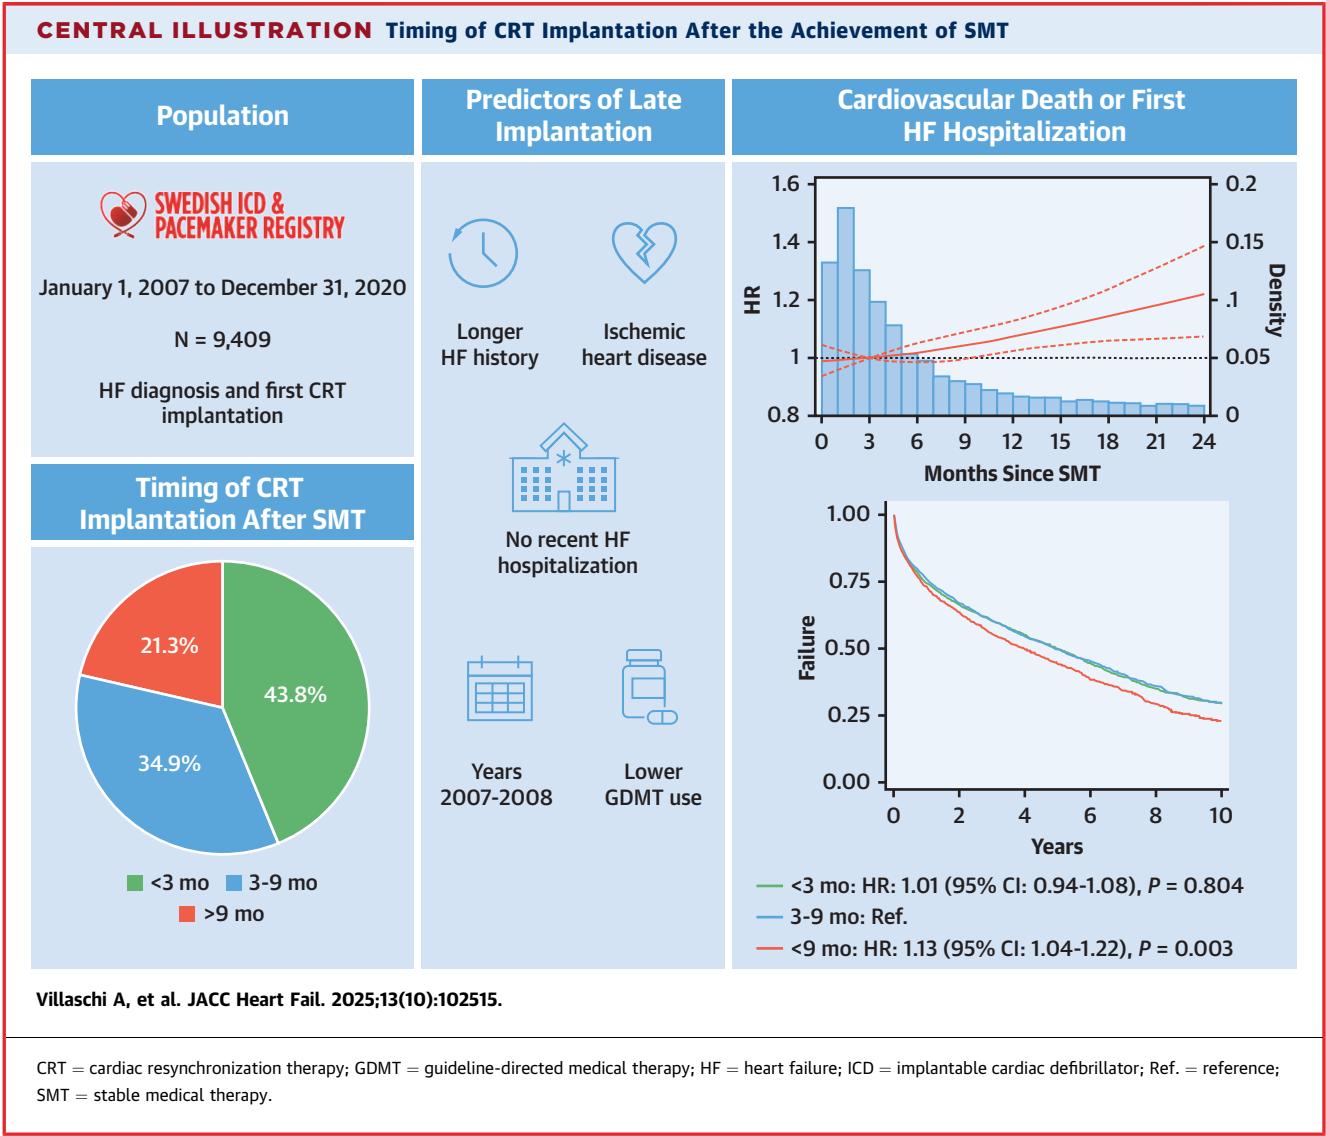 CENTRAL ILLUSTRATION Timing of CRT Implantation After the Achievement of SMT
Population
SWEDISH ICD &
PACEMAKER REGISTRY
January 1, 2007 to December 31, 2020
N = 9,409
HF diagnosis and first CRT
implantation
Timing of CRT
Implantation After SMT
21.3%
43.8%
34.9%
<3 mo
3-9 mo
>9 mo
Predictors of Late
Implantation
Longer
HF history
Ischemic
heart disease
No recent HF
hospitalization
Years
2007-2008
Lower
GDMT use
Cardiovascular Death or First
HF Hospitalization
HR
1.6
1.4
1.2
1
0.8
0.2
0.15
.1
0.05
0
Density
0 3 6 9 12 15 18 21 24
Months Since SMT
Failure
1.00
0.75
0.50
0.25
0.00
0 2 4 6 8 10
Years
<3 mo: HR: 1.01 (95% CI: 0.94-1.08), P = 0.804
3-9 mo: Ref.
<9 mo: HR: 1.13 (95% CI: 1.04-1.22), P = 0.003
Villaschi A, et al. JACC Heart Fail. 2025;13(10):102515.
CRT = cardiac resynchronization therapy; GDMT = guideline-directed medical therapy; HF = heart failure; ICD = implantable cardiac defibrillator; Ref. = reference;
SMT = stable medical therapy.